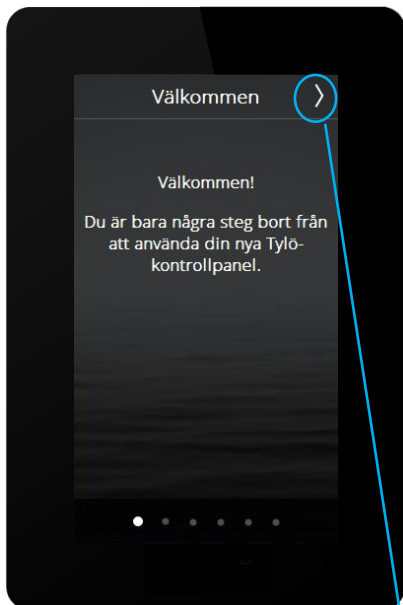 Välkommen
Välkommen!
Du är bara några steg bort från
att använda din nya Tylö-
kontrollpanel.